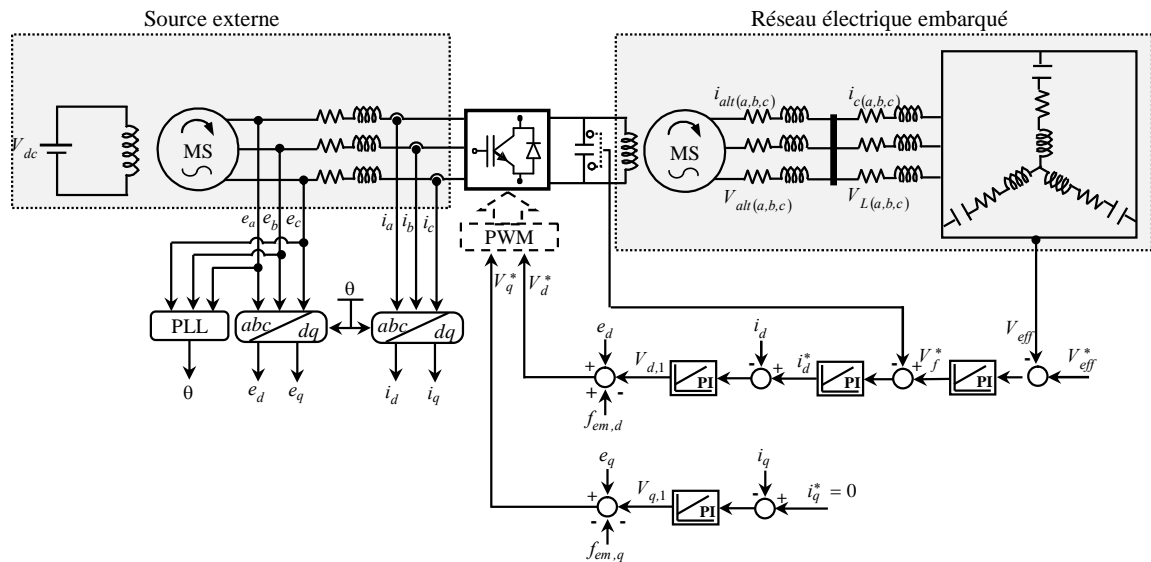 Source externe
Réseau électrique embarqué
V_dc
MS
PWM
MS
i_alt(a,b,c)
i_c(a,b,c)
V_alt(a,b,c)
V_L(a,b,c)
e_a e_b e_c
i_a i_b i_c
V_q^* V_d^*
θ
PLL
abc dq
abc dq
θ
e_d e_q
i_d i_q
V_eff
V_eff^*
e_d
i_d
V_d,1
PI
i_d^*
PI
V_f^*
PI
+ + -
- +
- +
-
f_em,d
e_q
i_q
V_q,1
PI
i_q^* = 0
+ - -
- +
f_em,q